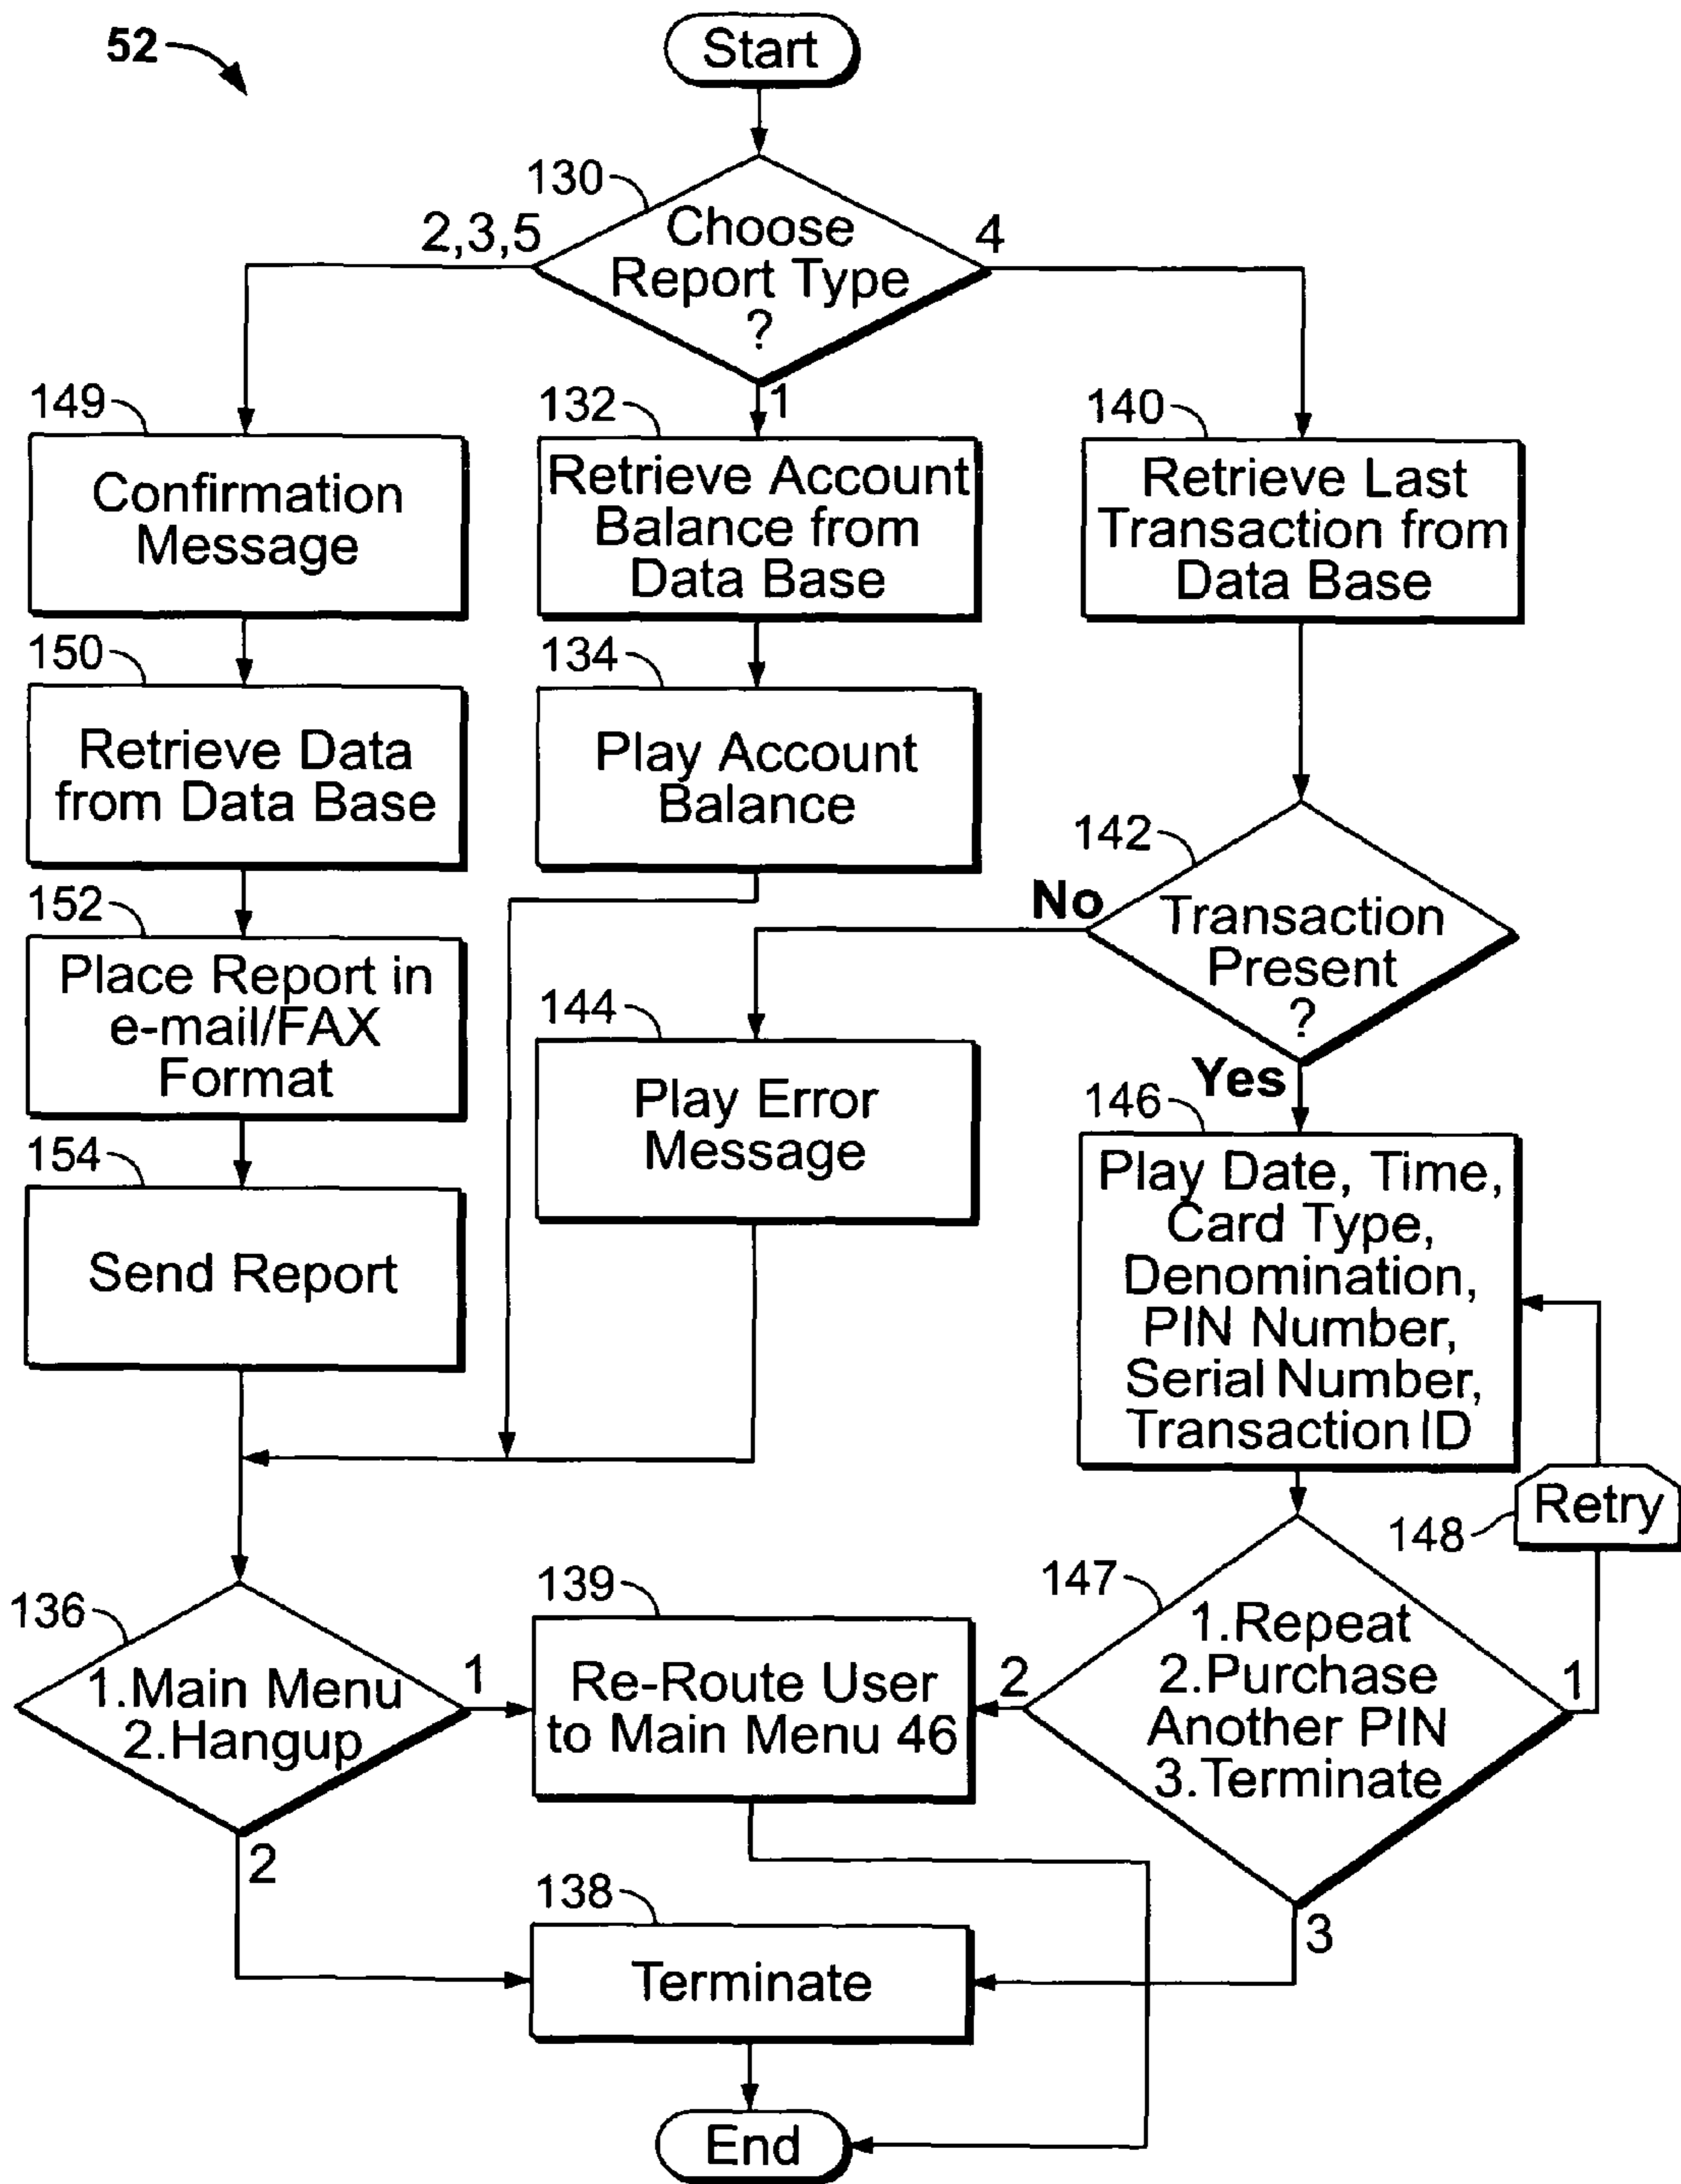 52
Start
130
Choose
Report Type
?
2,3,5
4
1
149
Confirmation
Message
132
Retrieve Account
Balance from
Data Base
140
Retrieve Last
Transaction from
Data Base
150
Retrieve Data
from Data Base
134
Play Account
Balance
142
Transaction
Present
?
No
Yes
152
Place Report in
e-mail/FAX
Format
144
Play Error
Message
146
Play Date, Time,
Card Type,
Denomination,
PIN Number,
Serial Number,
Transaction ID
154
Send Report
Retry
148
136
1.Main Menu
2.Hangup
1
2
139
Re-Route User
to Main Menu 46
147
1.Repeat
2.Purchase
Another PIN
3.Terminate
2
1
3
138
Terminate
End